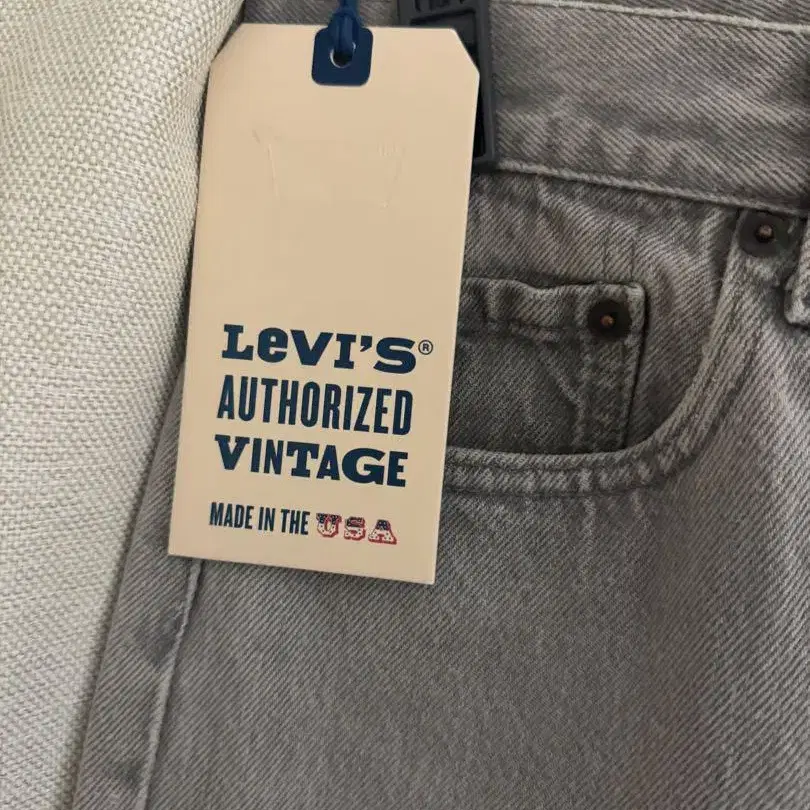 LEVI'S®
AUTHORIZED
VINTAGE
MADE IN THE USA